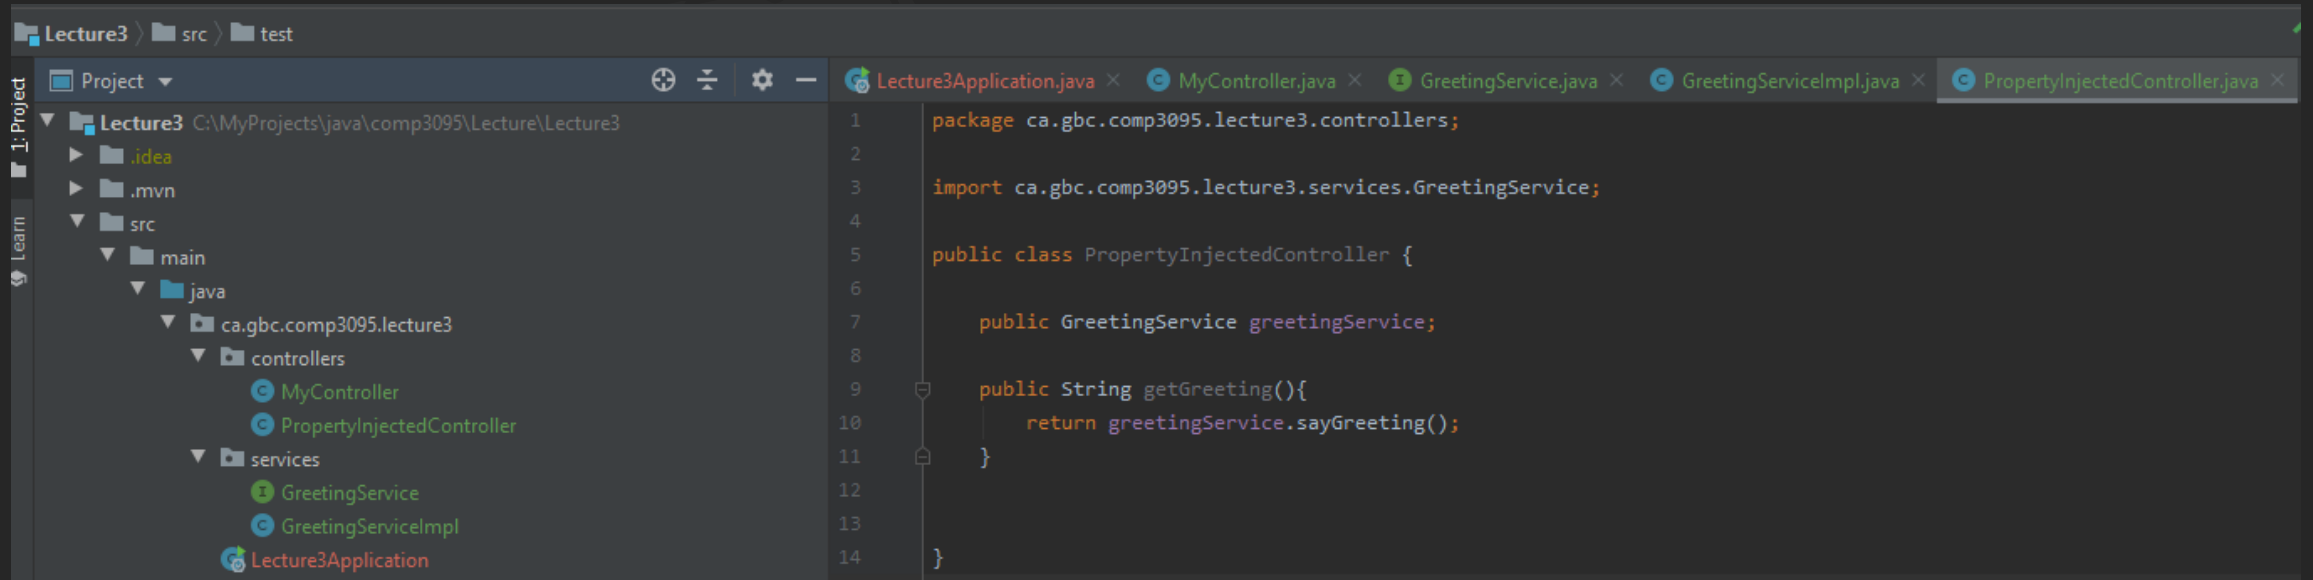 Lecture3 src test
Project
Lecture3Application.java MyController.java GreetingService.java GreetingServiceImpl.java PropertyInjectedController.java
1: Project
Learn
Lecture3 C:\MyProjects\java\comp3095\Lecture\Lecture3
.idea
.mvn
src
main
java
ca.gbc.comp3095.lecture3
controllers
MyController
PropertyInjectedController
services
GreetingService
GreetingServiceImpl
Lecture3Application
1 package ca.gbc.comp3095.lecture3.controllers;
2
3 import ca.gbc.comp3095.lecture3.services.GreetingService;
4
5 public class PropertyInjectedController {
6
7 public GreetingService greetingService;
8
9 public String getGreeting(){
10 return greetingService.sayGreeting();
11 }
12
13
14 }